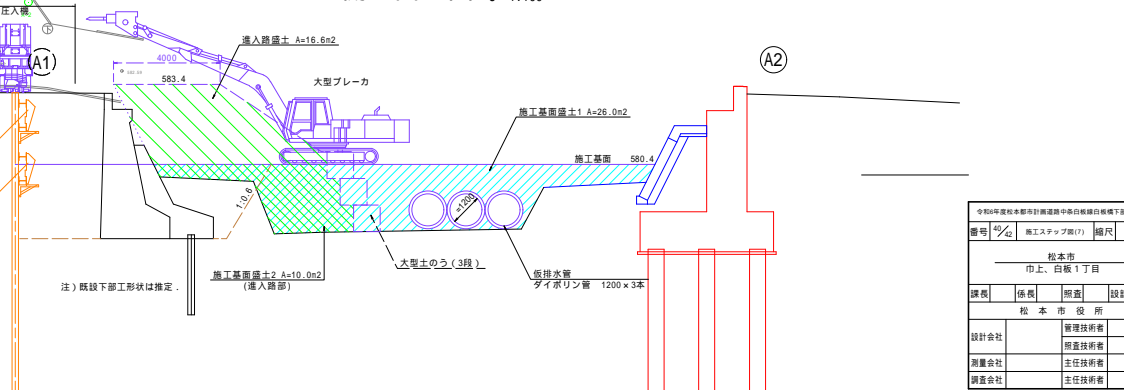 圧入機
下
A1
進入路盛土 A=16.6m2
4000
583.4
大型ブレーカ
A2
施工基面盛土1 A=26.0m2
施工基面 580.4
1:0.6
≈1200
大型土のう(3段)
施工基面盛土2 A=10.0m2
(進入路部)
仮排水管
ダイポリン管 1200×3本
注)既設下部工形状は推定.
令和6年度松本都市計画道路中条白板線白板橋下部
番号 40/42 施工ステップ図(7) 縮尺
松本市
巾上、白板1丁目
課長 係長 照査 設計
松本市役所
設計会社 管理技術者
照査技術者
測量会社 主任技術者
調査会社 主任技術者